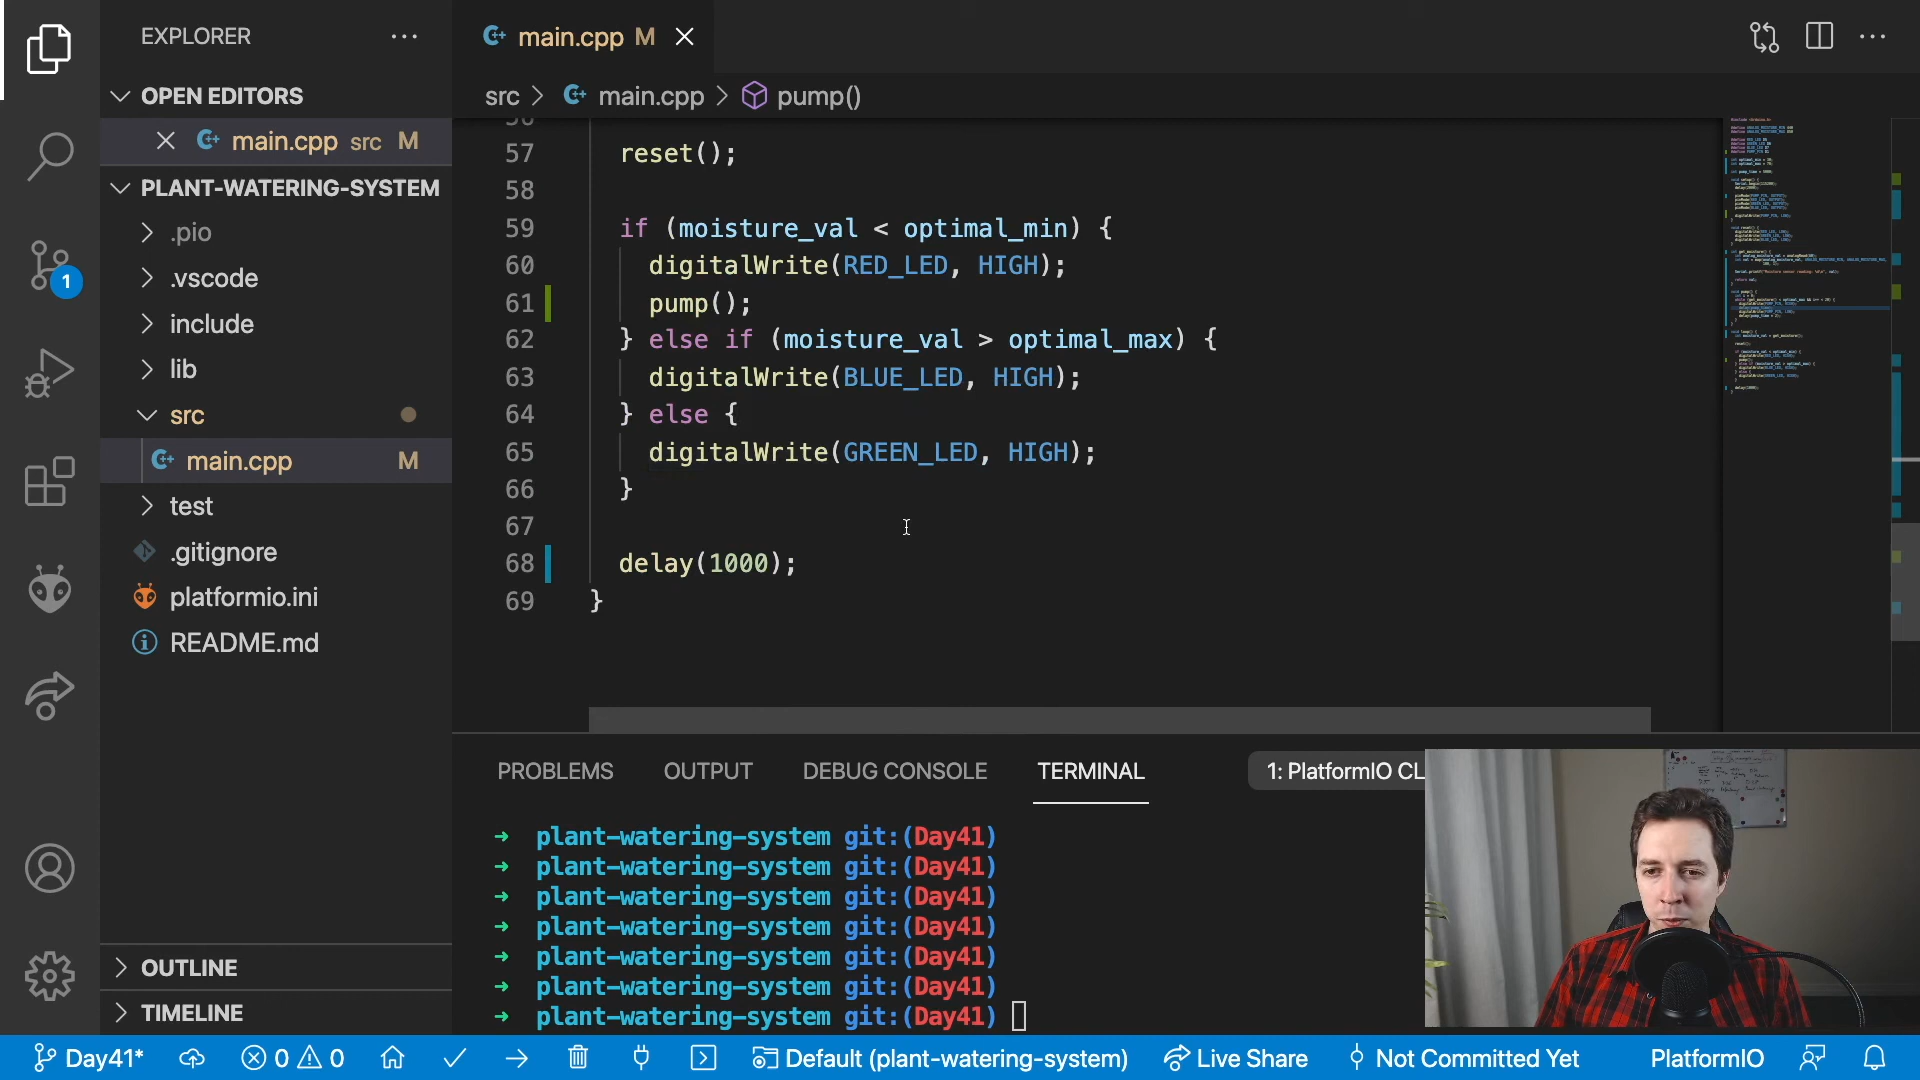 EXPLORER
OPEN EDITORS
main.cpp src M
PLANT-WATERING-SYSTEM
.pio
.vscode
include
lib
src
main.cpp M
test
.gitignore
platformio.ini
README.md
OUTLINE
TIMELINE
1
main.cpp M
src > main.cpp > pump()
57 reset();
58
59 if (moisture_val < optimal_min) {
60 digitalWrite(RED_LED, HIGH);
61 pump();
62 } else if (moisture_val > optimal_max) {
63 digitalWrite(BLUE_LED, HIGH);
64 } else {
65 digitalWrite(GREEN_LED, HIGH);
66 }
67
68 delay(1000);
69 }
PROBLEMS OUTPUT DEBUG CONSOLE TERMINAL 1: PlatformIO CL
→ plant-watering-system git:(Day41)
→ plant-watering-system git:(Day41)
→ plant-watering-system git:(Day41)
→ plant-watering-system git:(Day41)
→ plant-watering-system git:(Day41)
→ plant-watering-system git:(Day41)
→ plant-watering-system git:(Day41)
Day41* 0 0 Default (plant-watering-system) Live Share Not Committed Yet PlatformIO